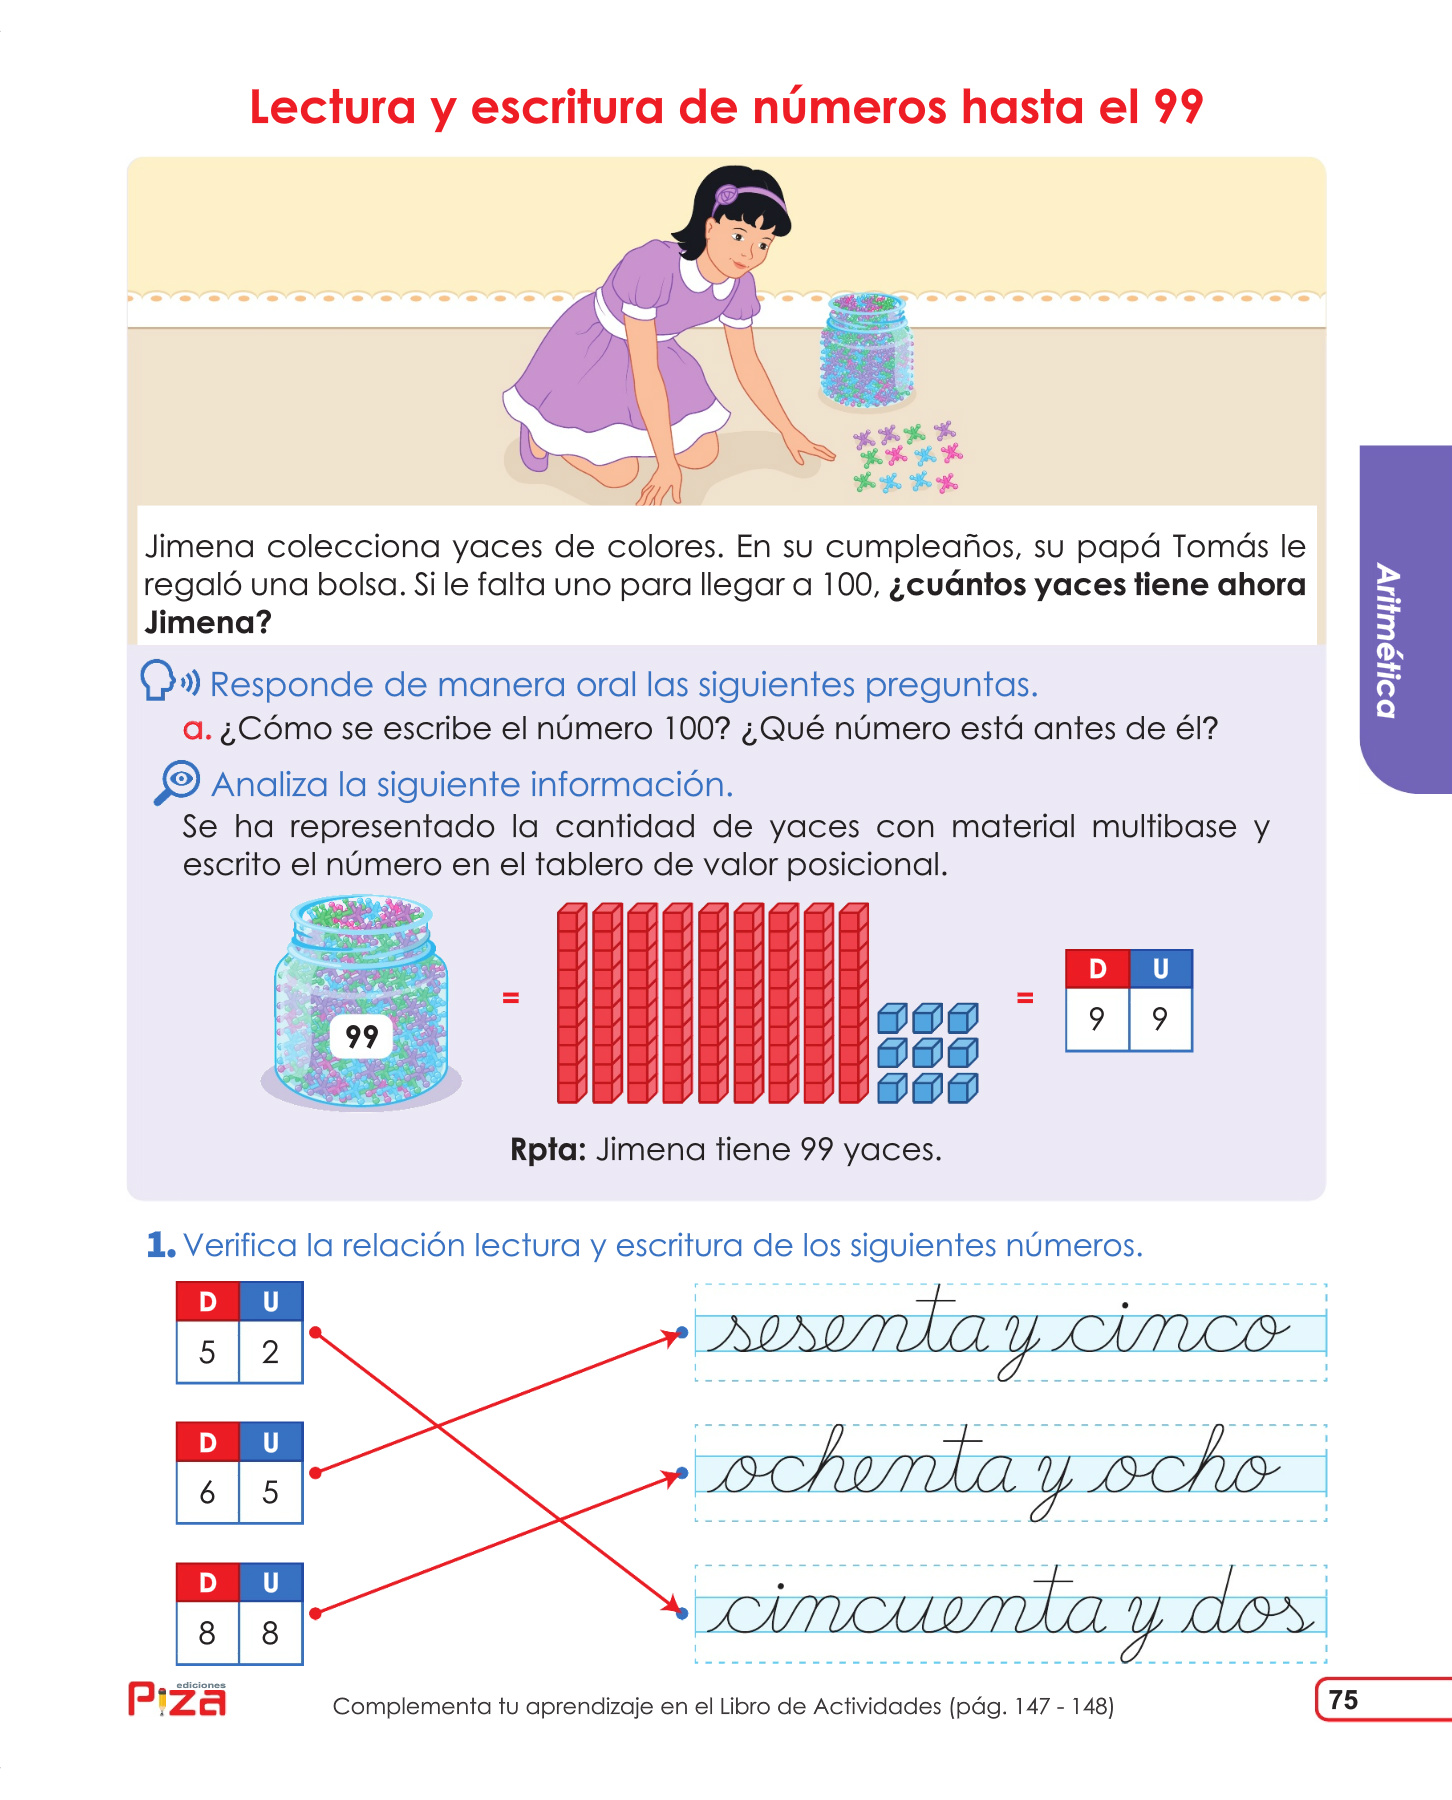 Lectura y escritura de números hasta el 99
Jimena colecciona yaces de colores. En su cumpleaños, su papá Tomás le
regaló una bolsa. Si le falta uno para llegar a 100, ¿cuántos yaces tiene ahora
Jimena?
Aritmética
Responde de manera oral las siguientes preguntas.
a. ¿Cómo se escribe el número 100? ¿Qué número está antes de él?
Analiza la siguiente información.
Se ha representado la cantidad de yaces con material multibase y
escrito el número en el tablero de valor posicional.
99 = =
D U
9 9
Rpta: Jimena tiene 99 yaces.
1. Verifica la relación lectura y escritura de los siguientes números.
D U
5 2
sesenta y cinco
D U
6 5
ochenta y ocho
D U
8 8
cincuenta y dos
ediciones
Piza
Complementa tu aprendizaje en el Libro de Actividades (pág. 147 - 148)
75